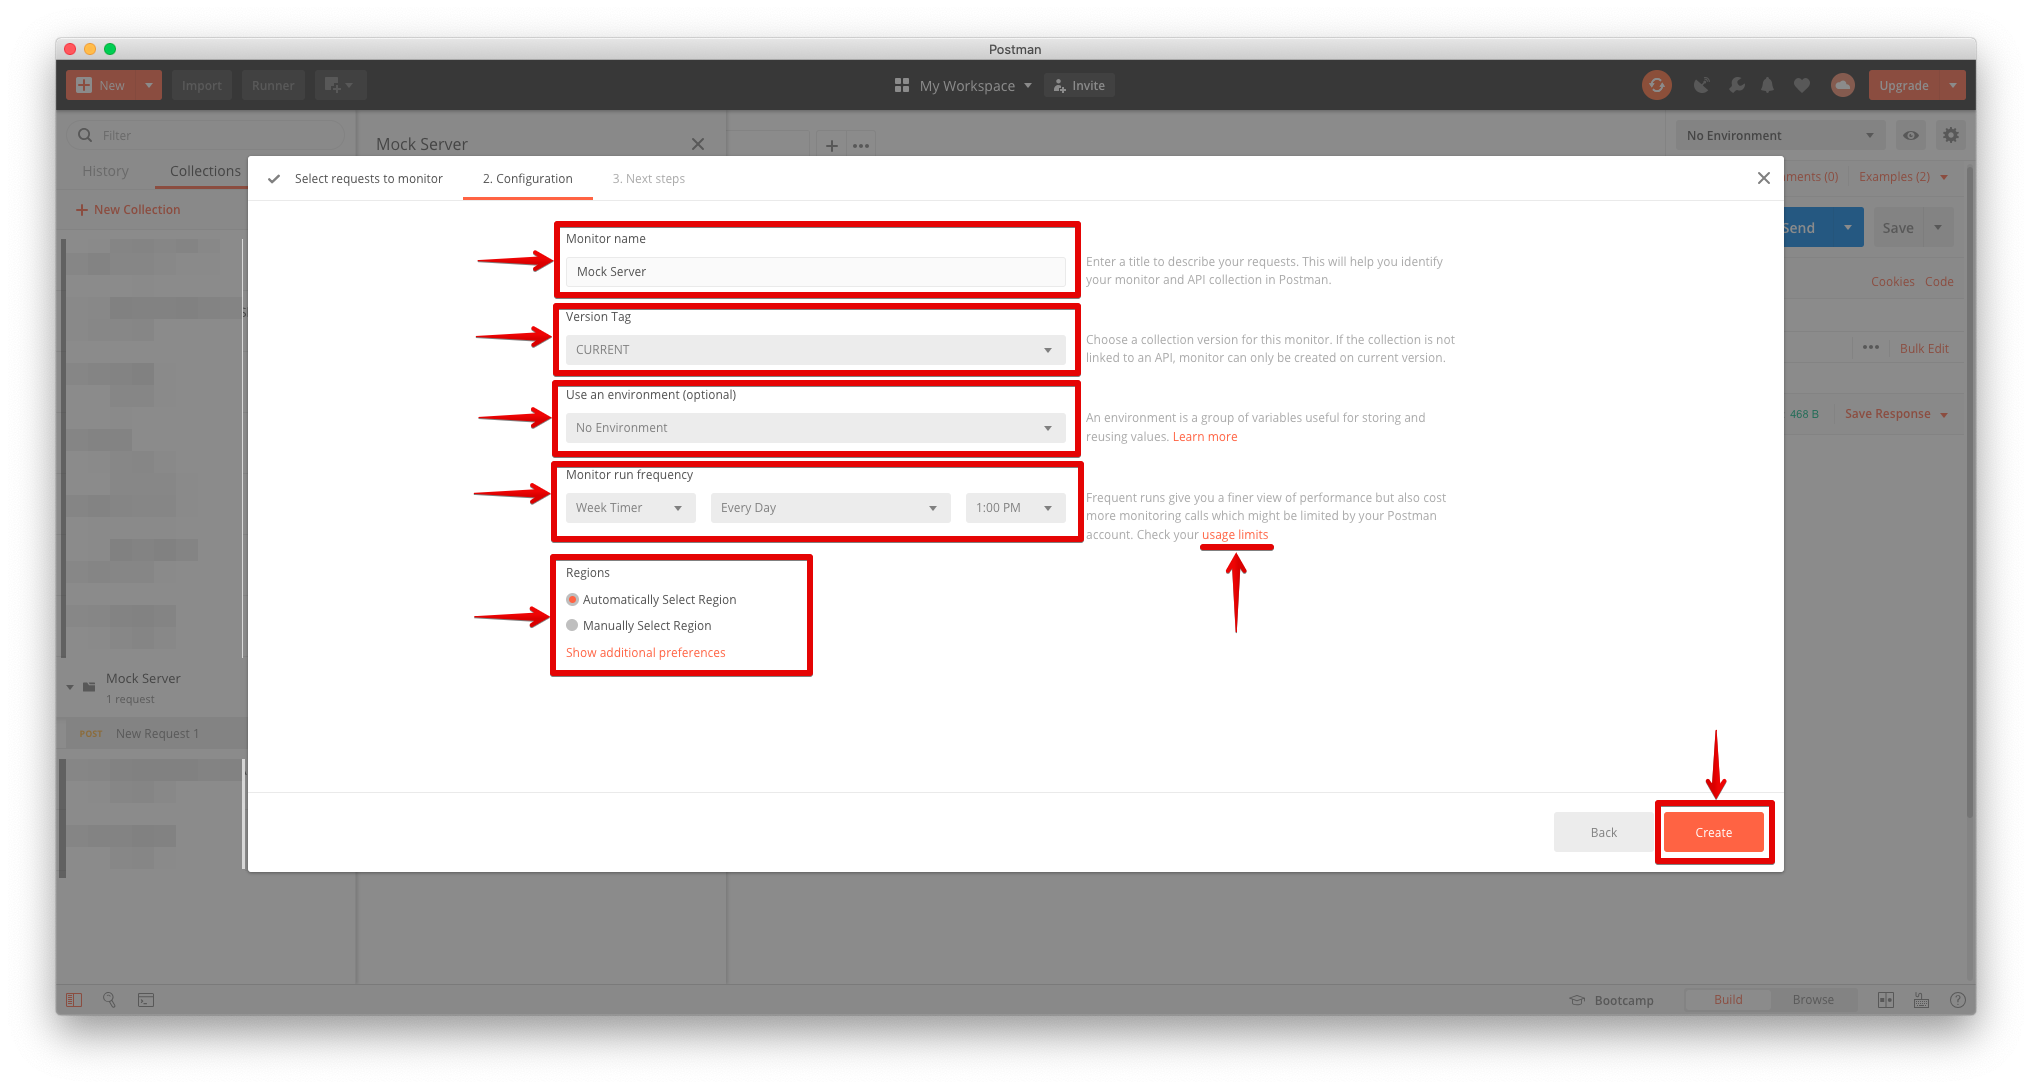 Postman
New
Import
Runner
My Workspace
Invite
Upgrade
Filter
Mock Server
No Environment
History
Collections
Select requests to monitor
2. Configuration
3. Next steps
(0)
Examples (2)
New Collection
Monitor name
Mock Server
Enter a title to describe your requests. This will help you identify
your monitor and API collection in Postman.
Send
Save
Cookies
Code
Version Tag
CURRENT
Choose a collection version for this monitor. If the collection is not
linked to an API, monitor can only be created on current version.
Bulk Edit
Use an environment (optional)
No Environment
An environment is a group of variables useful for storing and
reusing values. Learn more
468 B
Save Response
Monitor run frequency
Week Timer
Every Day
1:00 PM
Frequent runs give you a finer view of performance but also cost
more monitoring calls which might be limited by your Postman
account. Check your usage limits
Regions
Automatically Select Region
Manually Select Region
Show additional preferences
Mock Server
1 request
POST
New Request 1
Back
Create
Bootcamp
Build
Browse